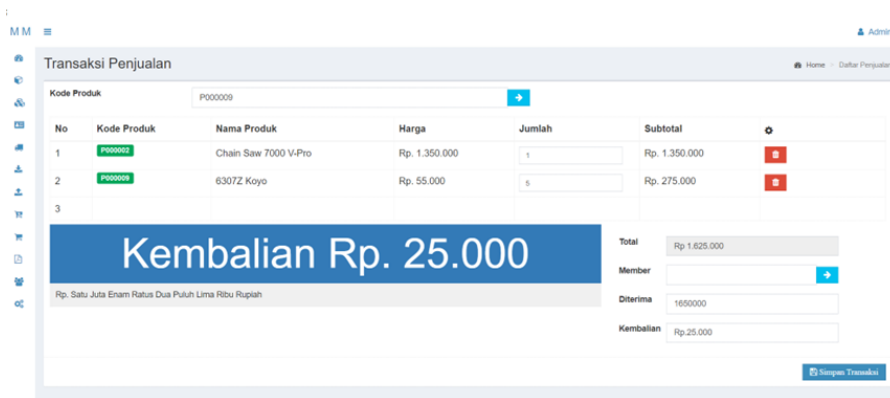 MM
Admin
Transaksi Penjualan
Home > Daftar Penjualan
Kode Produk P000009
No Kode Produk Nama Produk Harga Jumlah Subtotal
1 P000002 Chain Saw 7000 V-Pro Rp. 1.350.000 1 Rp. 1.350.000
2 P000009 6307Z Koyo Rp. 55.000 5 Rp. 275.000
3
Kembalian Rp. 25.000
Rp. Satu Juta Enam Ratus Dua Puluh Lima Ribu Rupiah
Total Rp 1.625.000
Member
Diterima 1650000
Kembalian Rp.25.000
Simpan Transaksi